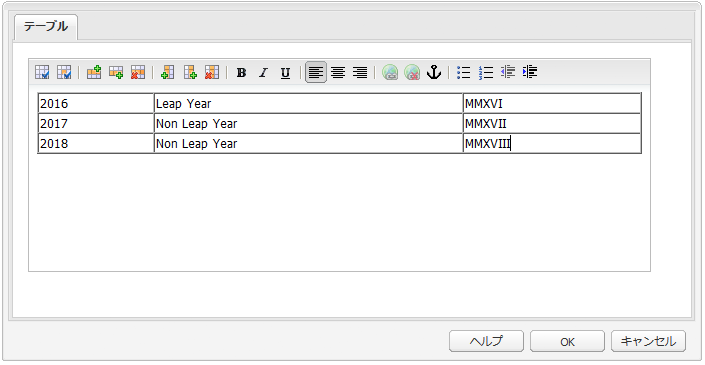 テーブル
B I U
2016 Leap Year MMXVI
2017 Non Leap Year MMXVII
2018 Non Leap Year MMXVIII
ヘルプ OK キャンセル